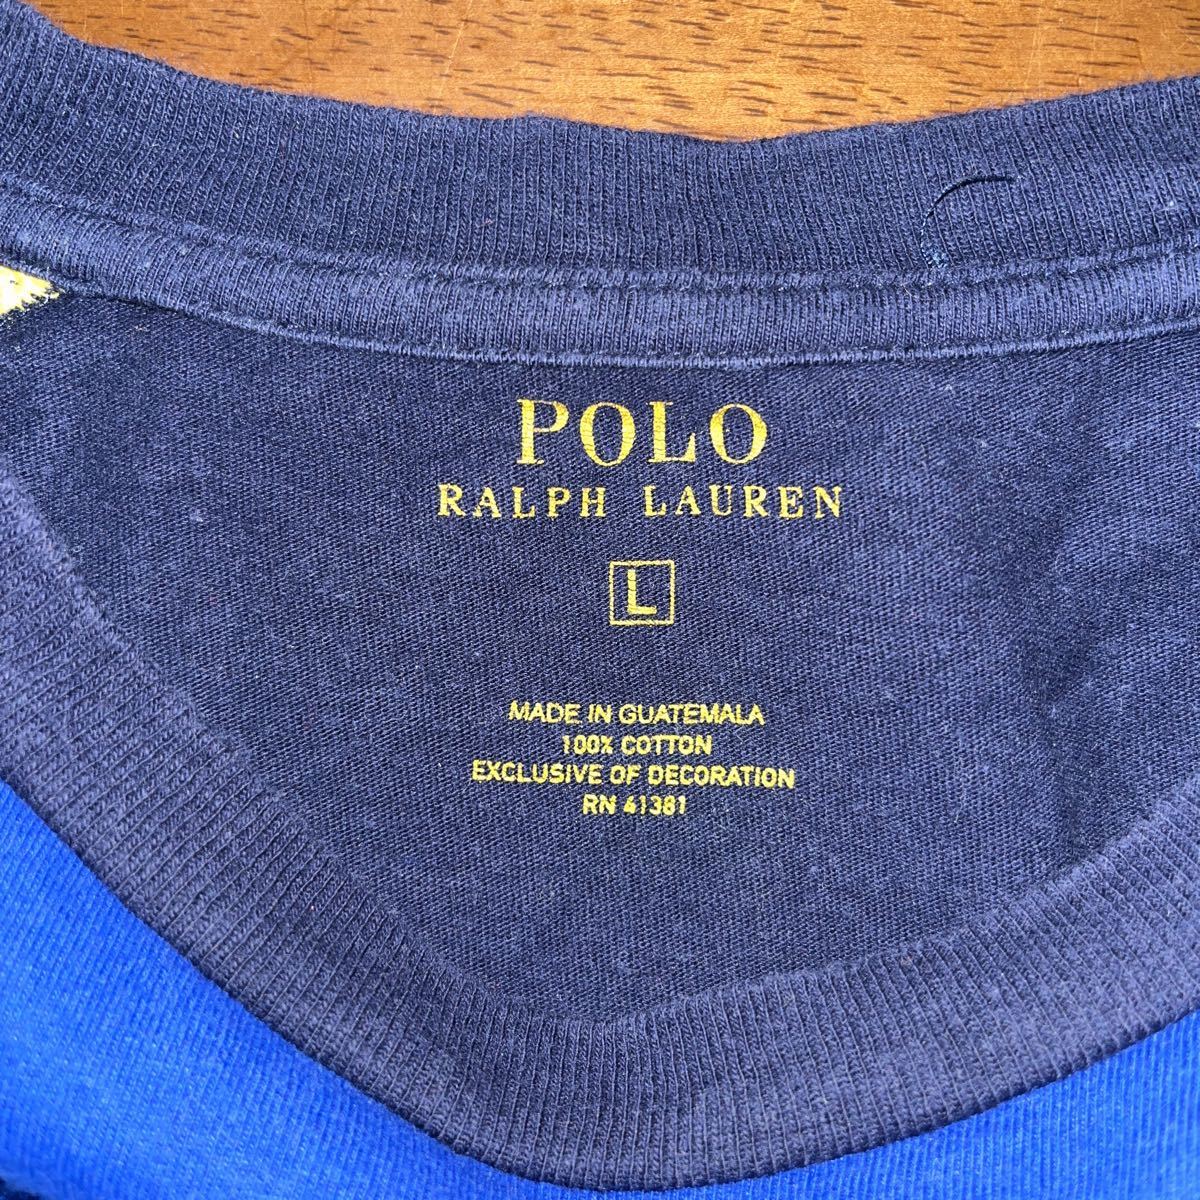 POLO
RALPH LAUREN
L
MADE IN GUATEMALA
100% COTTON
EXCLUSIVE OF DECORATION
RN 41381